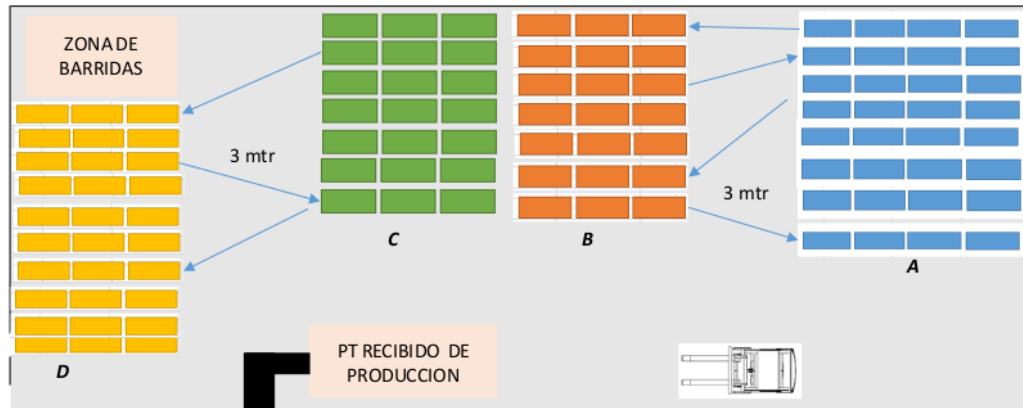 ZONA DE
BARRIDAS
3 mtr
3 mtr
C
B
A
D
PT RECIBIDO DE
PRODUCCION